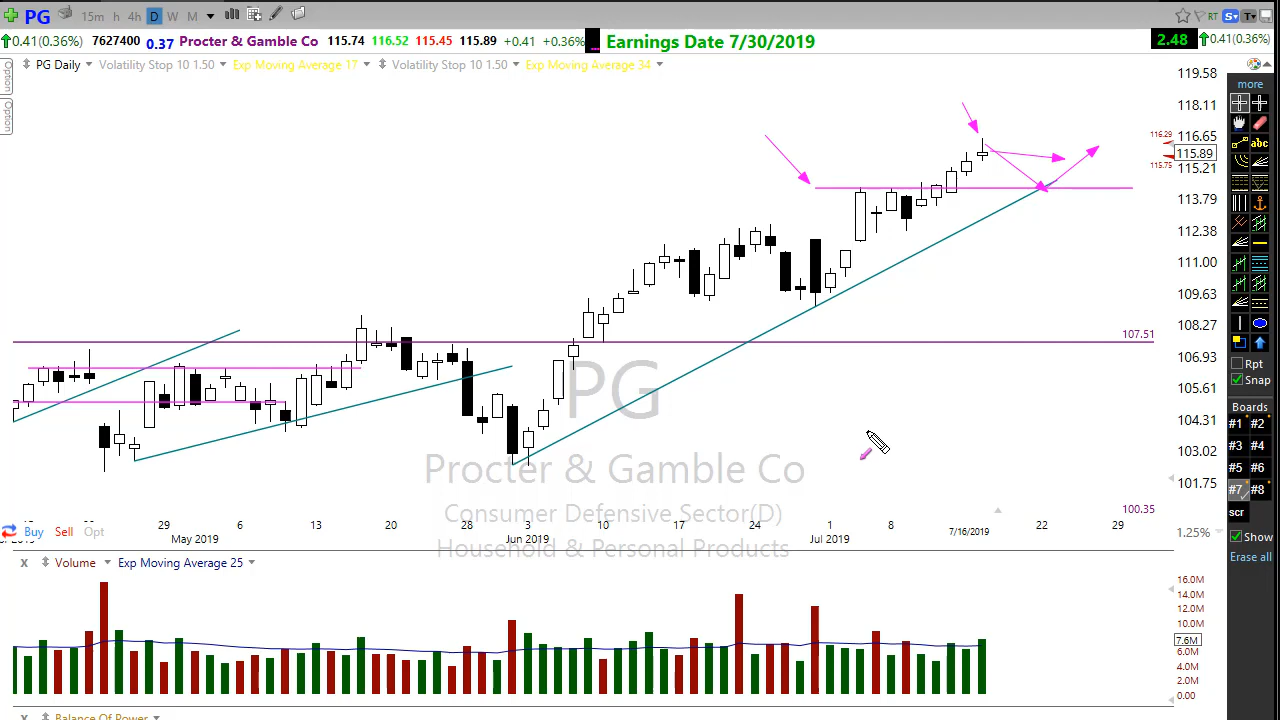 PG 15m h 4h D W M RT S T
0.41(0.36%) 7627400 0.37 Procter & Gamble Co 115.74 116.52 115.45 115.89 +0.41 +0.36% Earnings Date 7/30/2019 2.48 0.41(0.36%)
PG Daily Volatility Stop 10 1.50 Exp Moving Average 17 Volatility Stop 10 1.50 Exp Moving Average 34
Option
Option
119.58
118.11
116.65
116.29
115.89
115.75
115.21
113.79
112.38
111.00
109.63
108.27
107.51
106.93
105.61
104.31
103.02
101.75
100.35
1.25%
PG
Procter & Gamble Co
Consumer Defensive Sector(D)
Household & Personal Products
Buy Sell Opt
29 6 13 20 28 3 10 17 24 1 8 7/16/2019 22 29
May 2019 Jun 2019 Jul 2019
x Volume Exp Moving Average 25
16.0M
14.0M
12.0M
10.0M
8.0M
7.6M
6.0M
4.0M
2.0M
0.00
x Balance Of Power
more
abc
Rpt
Snap
Boards
#1 #2
#3 #4
#5 #6
#7 #8
scr
Show
Erase all